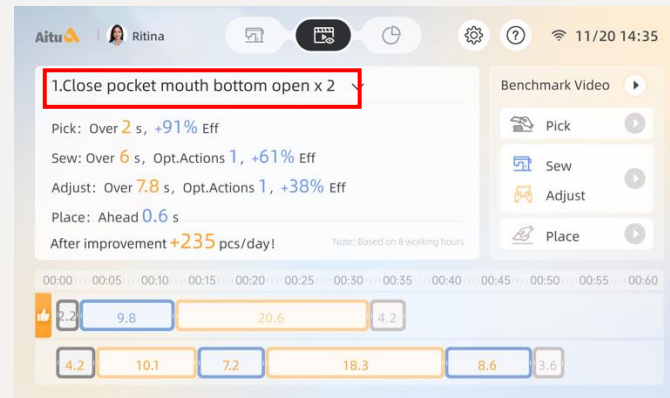 Aitu
Ritina
11/20 14:35
1.Close pocket mouth bottom open x 2
Pick: Over 2 s, +91% Eff
Sew: Over 6 s, Opt.Actions 1, +61% Eff
Adjust: Over 7.8 s, Opt.Actions 1, +38% Eff
Place: Ahead 0.6 s
After improvement +235 pcs/day!
Note: Based on 8 working hours
Benchmark Video
Pick
Sew
Adjust
Place
00:00 00:05 00:10 00:15 00:20 00:25 00:30 00:35 00:40 00:45 00:50 00:55 00:60
2.2 9.8 20.6 4.2
4.2 10.1 7.2 18.3 8.6 3.6